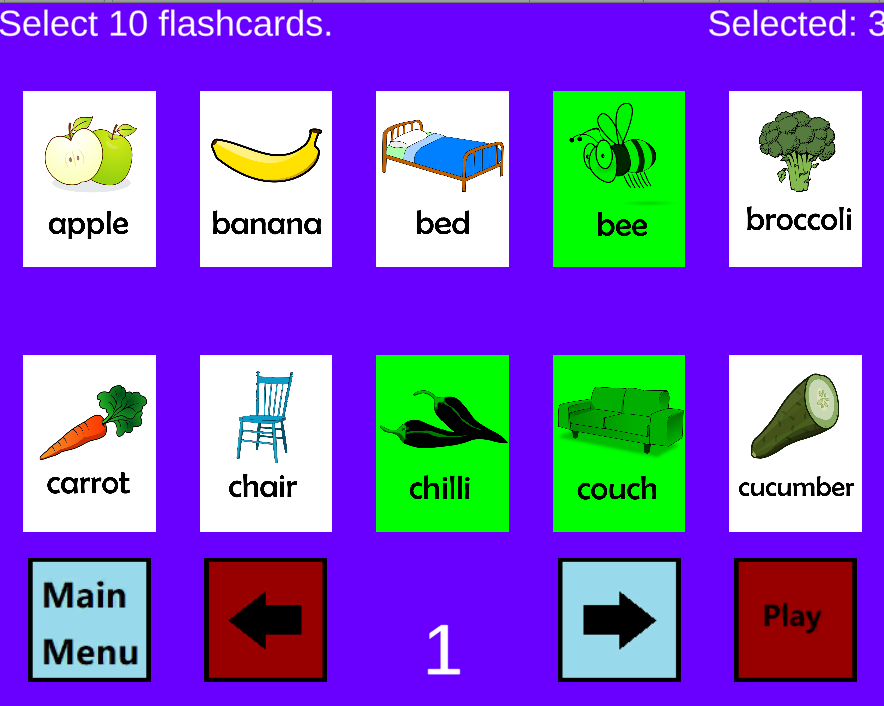 Select 10 flashcards.
Selected: 3
apple
banana
bed
bee
broccoli
carrot
chair
chilli
couch
cucumber
Main
Menu
1
Play